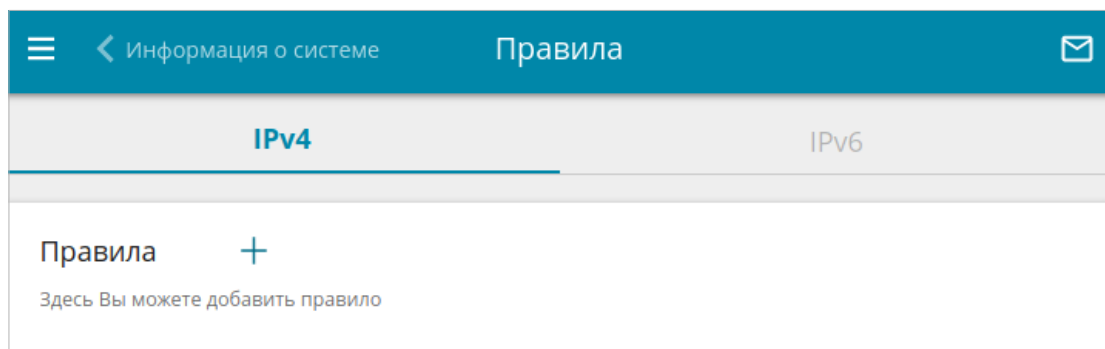 Информация о системе
Правила
IPv4
IPv6
Правила
Здесь Вы можете добавить правило